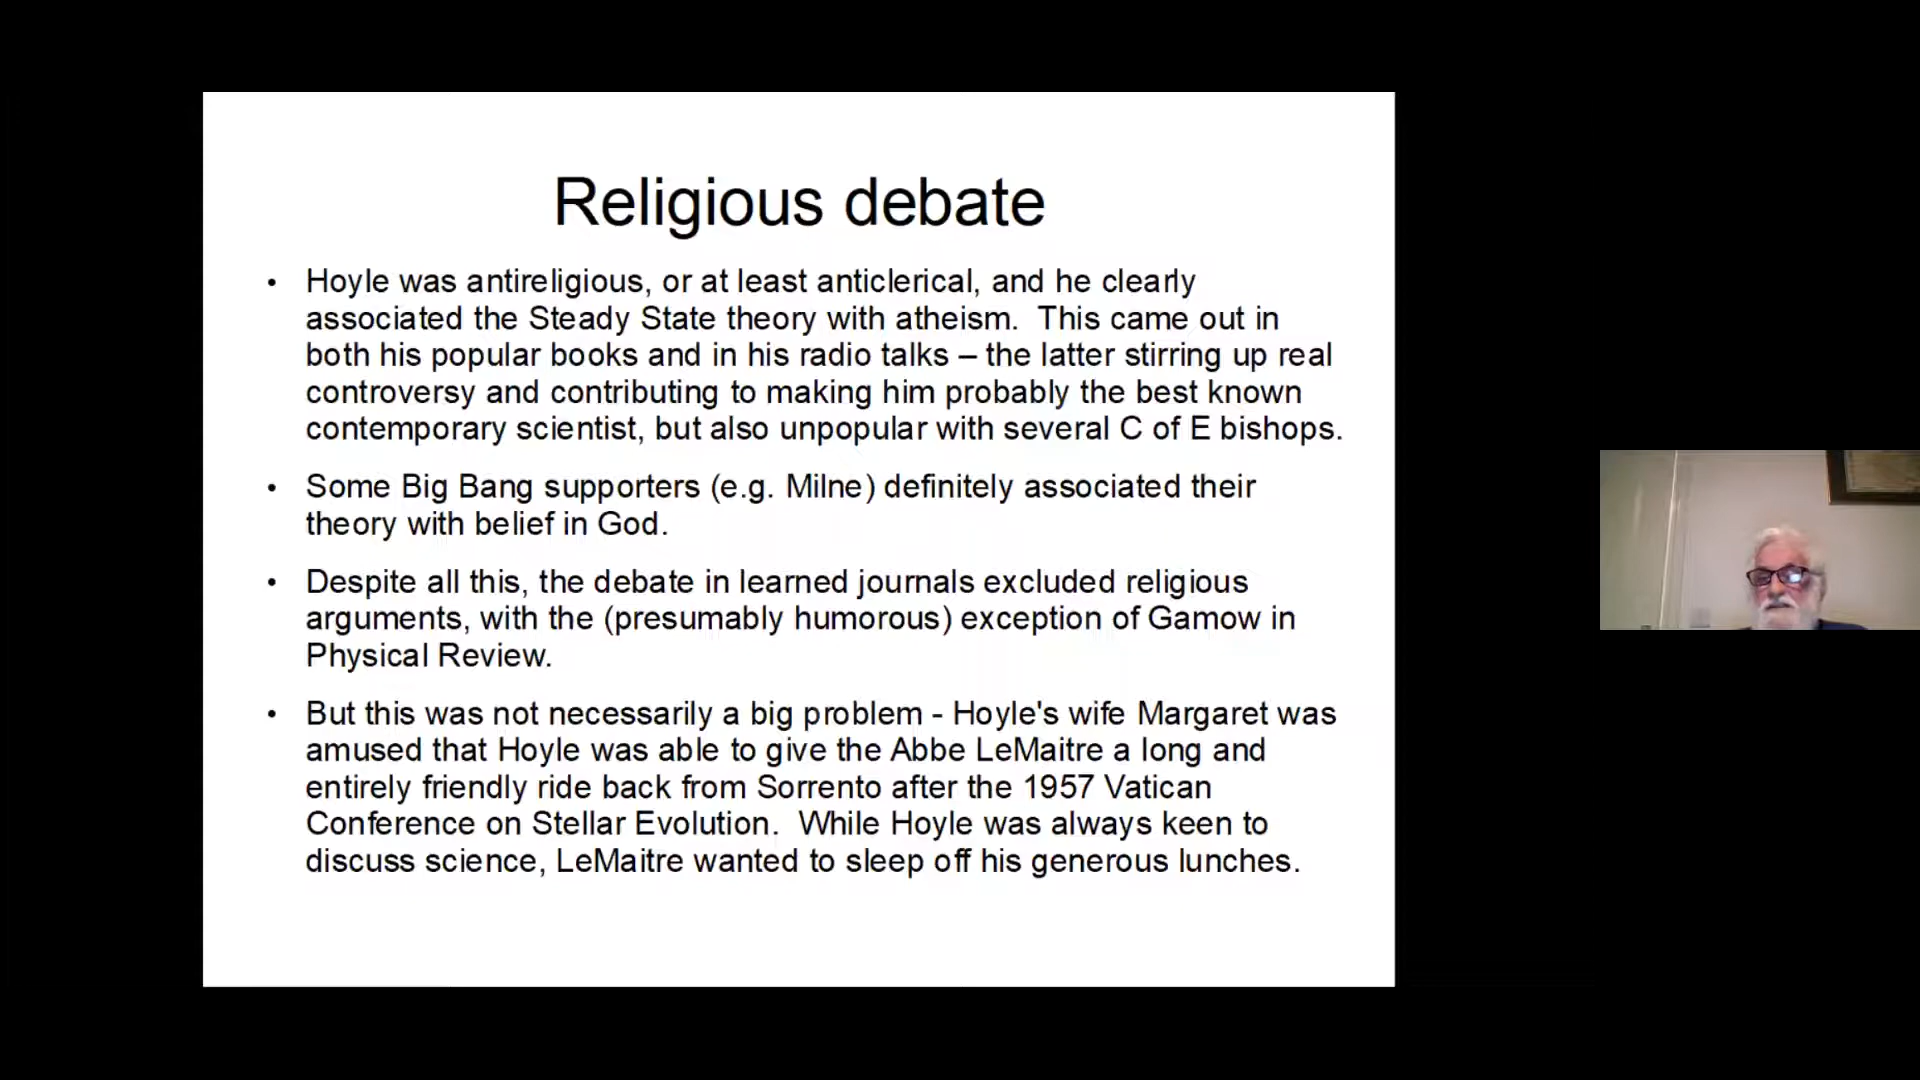 Religious debate
• Hoyle was antireligious, or at least anticlerical, and he clearly
associated the Steady State theory with atheism.  This came out in
both his popular books and in his radio talks – the latter stirring up real
controversy and contributing to making him probably the best known
contemporary scientist, but also unpopular with several C of E bishops.
• Some Big Bang supporters (e.g. Milne) definitely associated their
theory with belief in God.
• Despite all this, the debate in learned journals excluded religious
arguments, with the (presumably humorous) exception of Gamow in
Physical Review.
• But this was not necessarily a big problem - Hoyle's wife Margaret was
amused that Hoyle was able to give the Abbe LeMaitre a long and
entirely friendly ride back from Sorrento after the 1957 Vatican
Conference on Stellar Evolution.  While Hoyle was always keen to
discuss science, LeMaitre wanted to sleep off his generous lunches.